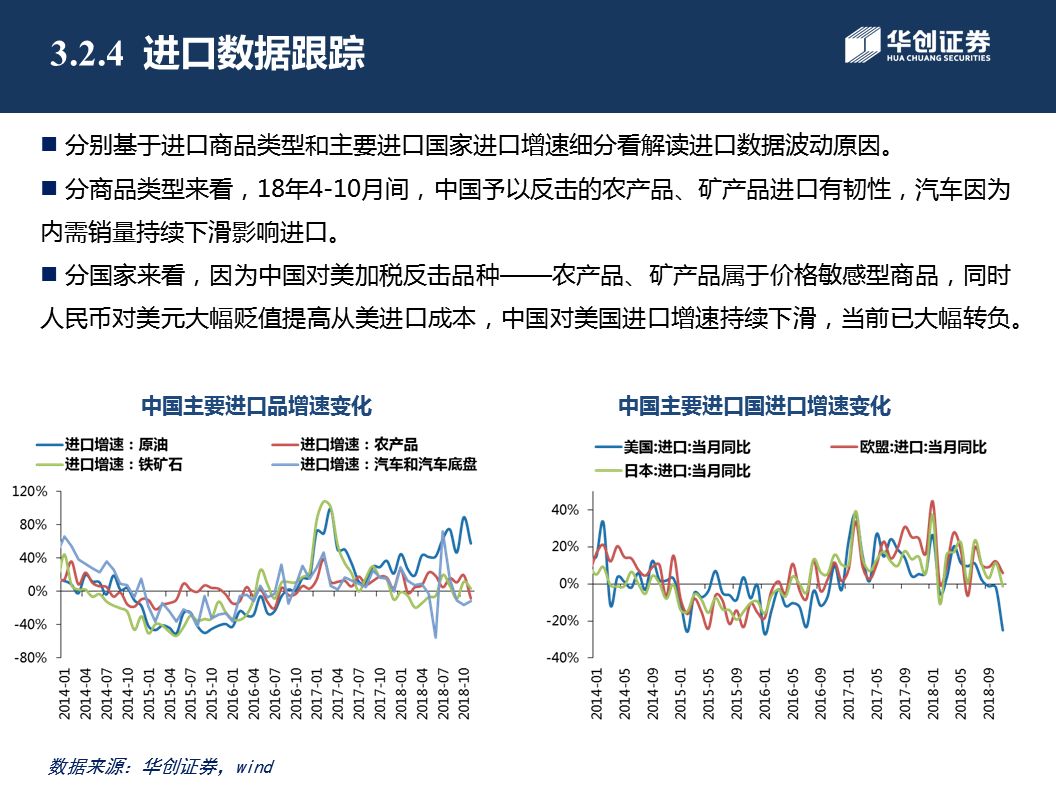 3.2.4 进口数据跟踪
华创证券
HUA CHUANG SECURITIES
■ 分别基于进口商品类型和主要进口国家进口增速细分看解读进口数据波动原因。
■ 分商品类型来看，18年4-10月间，中国予以反击的农产品、矿产品进口有韧性，汽车因为
内需销量持续下滑影响进口。
■ 分国家来看，因为中国对美加税反击品种——农产品、矿产品属于价格敏感型商品，同时
人民币对美元大幅贬值提高从美进口成本，中国对美国进口增速持续下滑，当前已大幅转负。
中国主要进口品增速变化
进口增速：原油 进口增速：农产品
进口增速：铁矿石 进口增速：汽车和汽车底盘
120%
80%
40%
0%
-40%
-80%
2014-01 2014-04 2014-07 2014-10 2015-01 2015-04 2015-07 2015-10 2016-01 2016-04 2016-07 2016-10 2017-01 2017-04 2017-07 2017-10 2018-01 2018-04 2018-07 2018-10
中国主要进口国进口增速变化
美国:进口:当月同比 欧盟:进口:当月同比
日本:进口:当月同比
40%
20%
0%
-20%
-40%
2014-01 2014-05 2014-09 2015-01 2015-05 2015-09 2016-01 2016-05 2016-09 2017-01 2017-05 2017-09 2018-01 2018-05 2018-09
数据来源：华创证券，wind